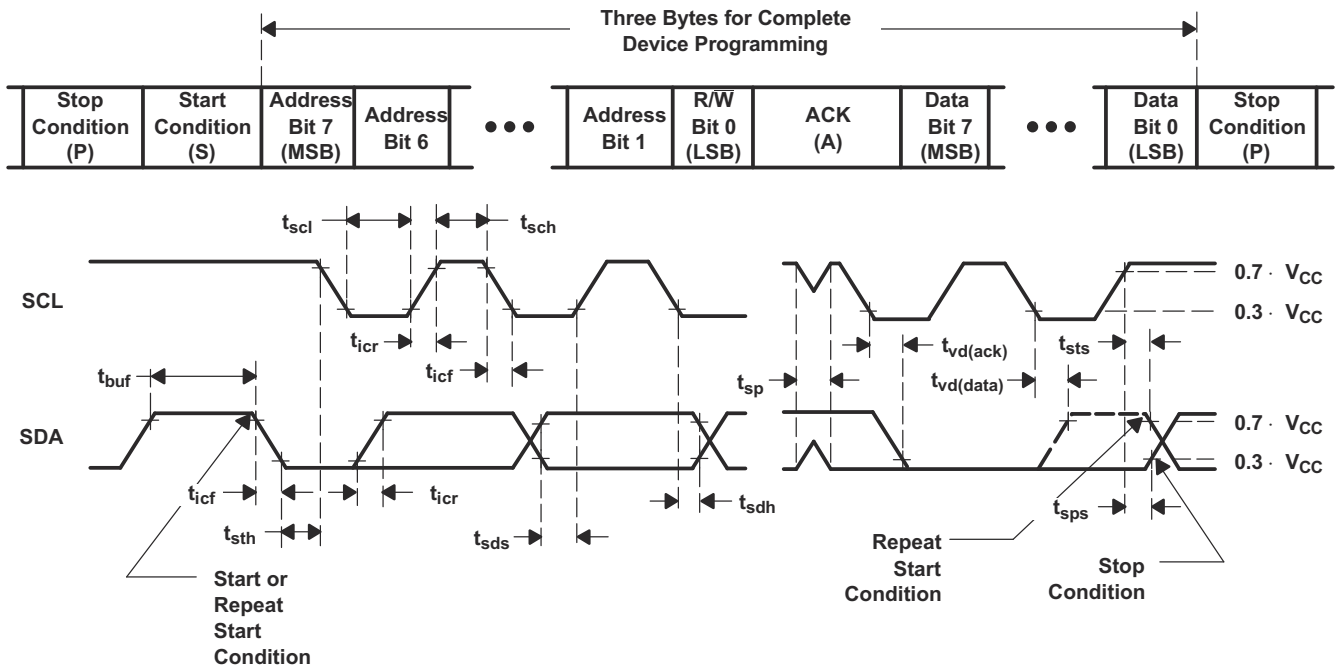 Three Bytes for Complete
Device Programming
Stop
Condition
(P)
Start
Condition
(S)
Address
Bit 7
(MSB)
Address
Bit 6
•••
Address
Bit 1
R/W̅
Bit 0
(LSB)
ACK
(A)
Data
Bit 7
(MSB)
•••
Data
Bit 0
(LSB)
Stop
Condition
(P)
tscl
tsch
SCL
0.7 · VCC
0.3 · VCC
ticr
ticf
tbuf
tsp
tvd(ack)
tvd(data)
tsts
SDA
0.7 · VCC
0.3 · VCC
ticf
tsth
ticr
tsds
tsdh
tsps
Start or
Repeat
Start
Condition
Repeat
Start
Condition
Stop
Condition